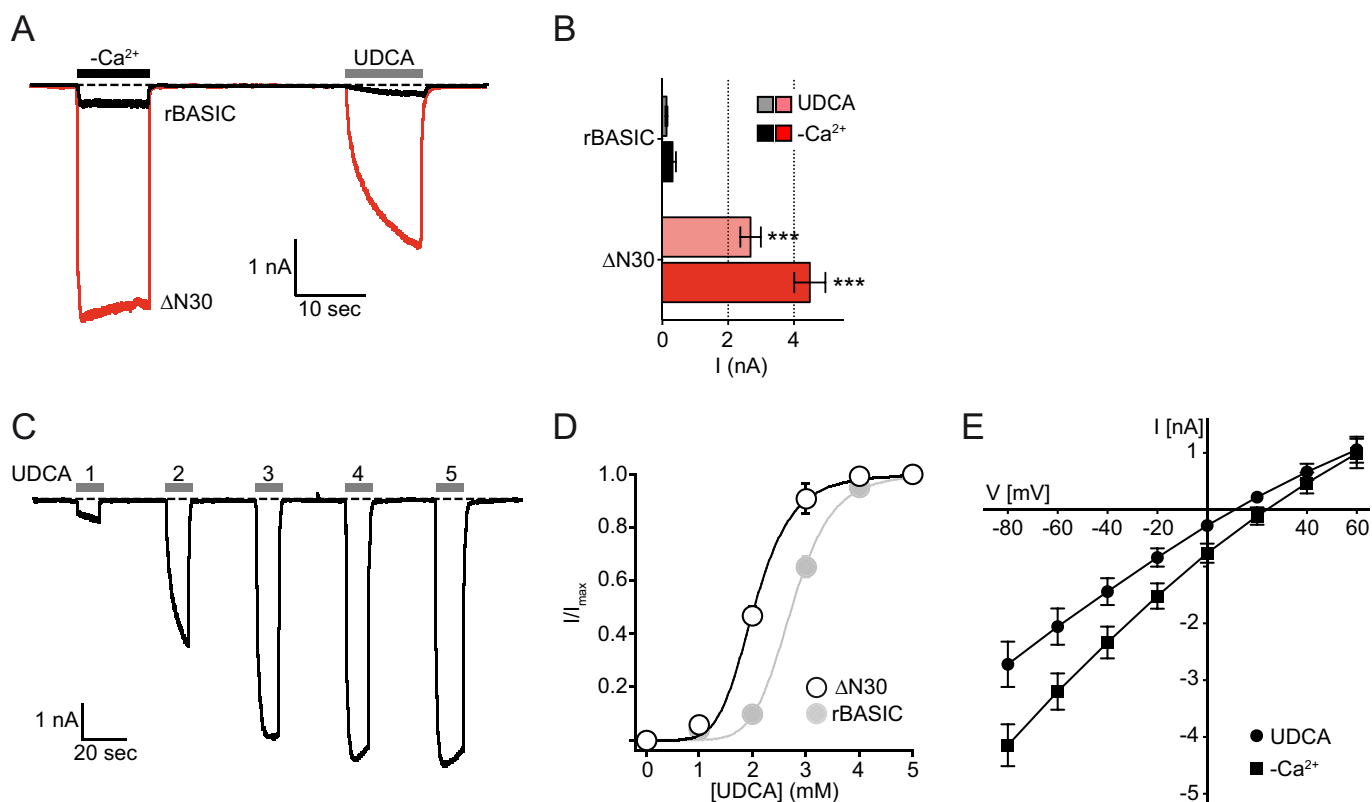 A
-Ca²⁺ UDCA
rBASIC
1 nA
10 sec
ΔN30
B
UDCA
-Ca²⁺
rBASIC
***
ΔN30
***
0 2 4
I (nA)
C
UDCA 1 2 3 4 5
1 nA
20 sec
D
1.0
0.8
0.6
0.4
0.2
I/Imax
ΔN30
rBASIC
0 1 2 3 4 5
[UDCA] (mM)
E
I [nA]
1
V [mV]
-80 -60 -40 -20 20 40 60
-2
-3
-4
-5
UDCA
-Ca²⁺